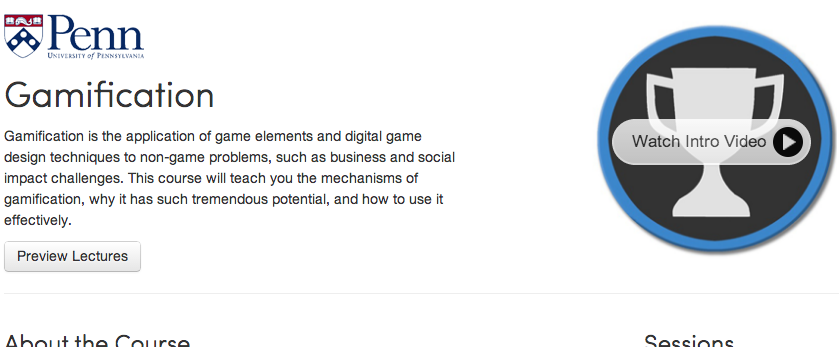 Penn
UNIVERSITY OF PENNSYLVANIA
Gamification
Gamification is the application of game elements and digital game
design techniques to non-game problems, such as business and social
impact challenges. This course will teach you the mechanisms of
gamification, why it has such tremendous potential, and how to use it
effectively.
Watch Intro Video
Preview Lectures
About the Course
Sessions